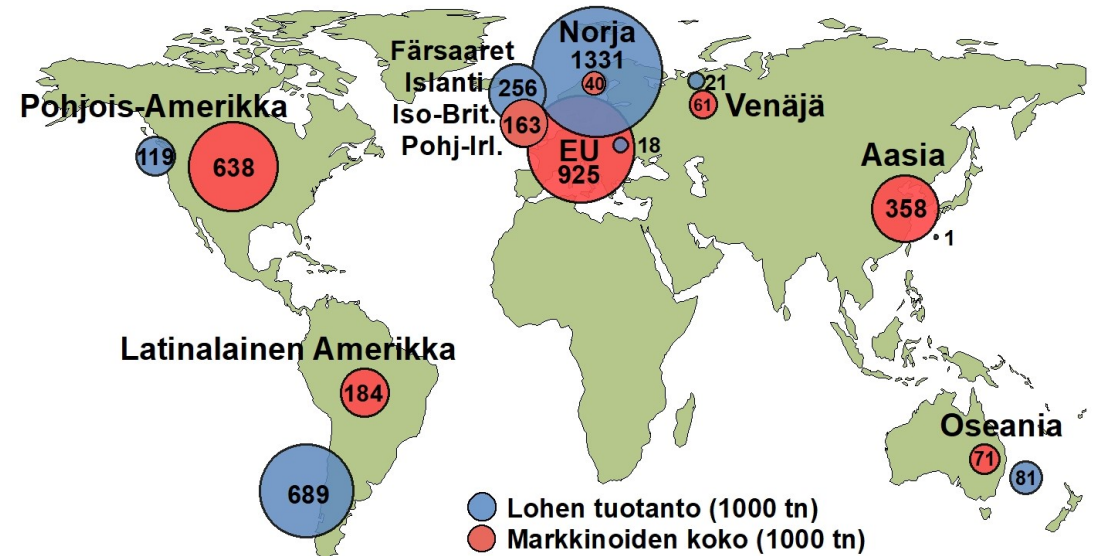 Norja
1331
40
Färsaaret
Islanti
Iso-Brit.
Pohj-Irl.
256
163
21
61
Venäjä
Pohjois-Amerikka
119
638
EU
925
18
Aasia
358
1
Latinalainen Amerikka
184
689
Oseania
71
81
Lohen tuotanto (1000 tn)
Markkinoiden koko (1000 tn)